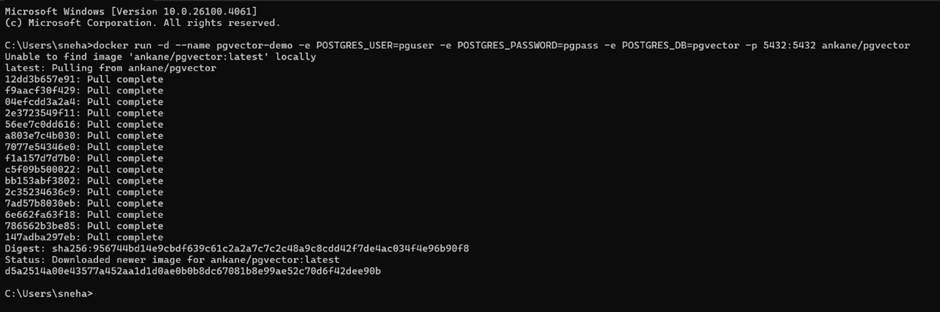 Microsoft Windows [Version 10.0.26100.4061]
(c) Microsoft Corporation. All rights reserved.
C:\Users\sneha>docker run -d --name pgvector-demo -e POSTGRES_USER=pguser -e POSTGRES_PASSWORD=pgpass -e POSTGRES_DB=pgvector -p 5432:5432 ankane/pgvector
Unable to find image 'ankane/pgvector:latest' locally
latest: Pulling from ankane/pgvector
12dd3b657e91: Pull complete
f9aacf30f429: Pull complete
04efcdd3a2a4: Pull complete
2e3723549f11: Pull complete
56ee7c0dd616: Pull complete
a803e7c4b030: Pull complete
7077e54346e0: Pull complete
f1a157d7d7b0: Pull complete
c5f09b500022: Pull complete
bb153abf3802: Pull complete
2c35234636c9: Pull complete
7ad57b8030eb: Pull complete
6e662fa63f18: Pull complete
786562b3be85: Pull complete
147adba297eb: Pull complete
Digest: sha256:956744bd14e9cbdf639c61c2a2a7c7c2c48a9c8cdd42f7de4ac034f4e96b90f8
Status: Downloaded newer image for ankane/pgvector:latest
d5a2514a00e43577a452aa1d1d0ae0b0b8dc67081b8e99ae52c70d6f42dee90b
C:\Users\sneha>